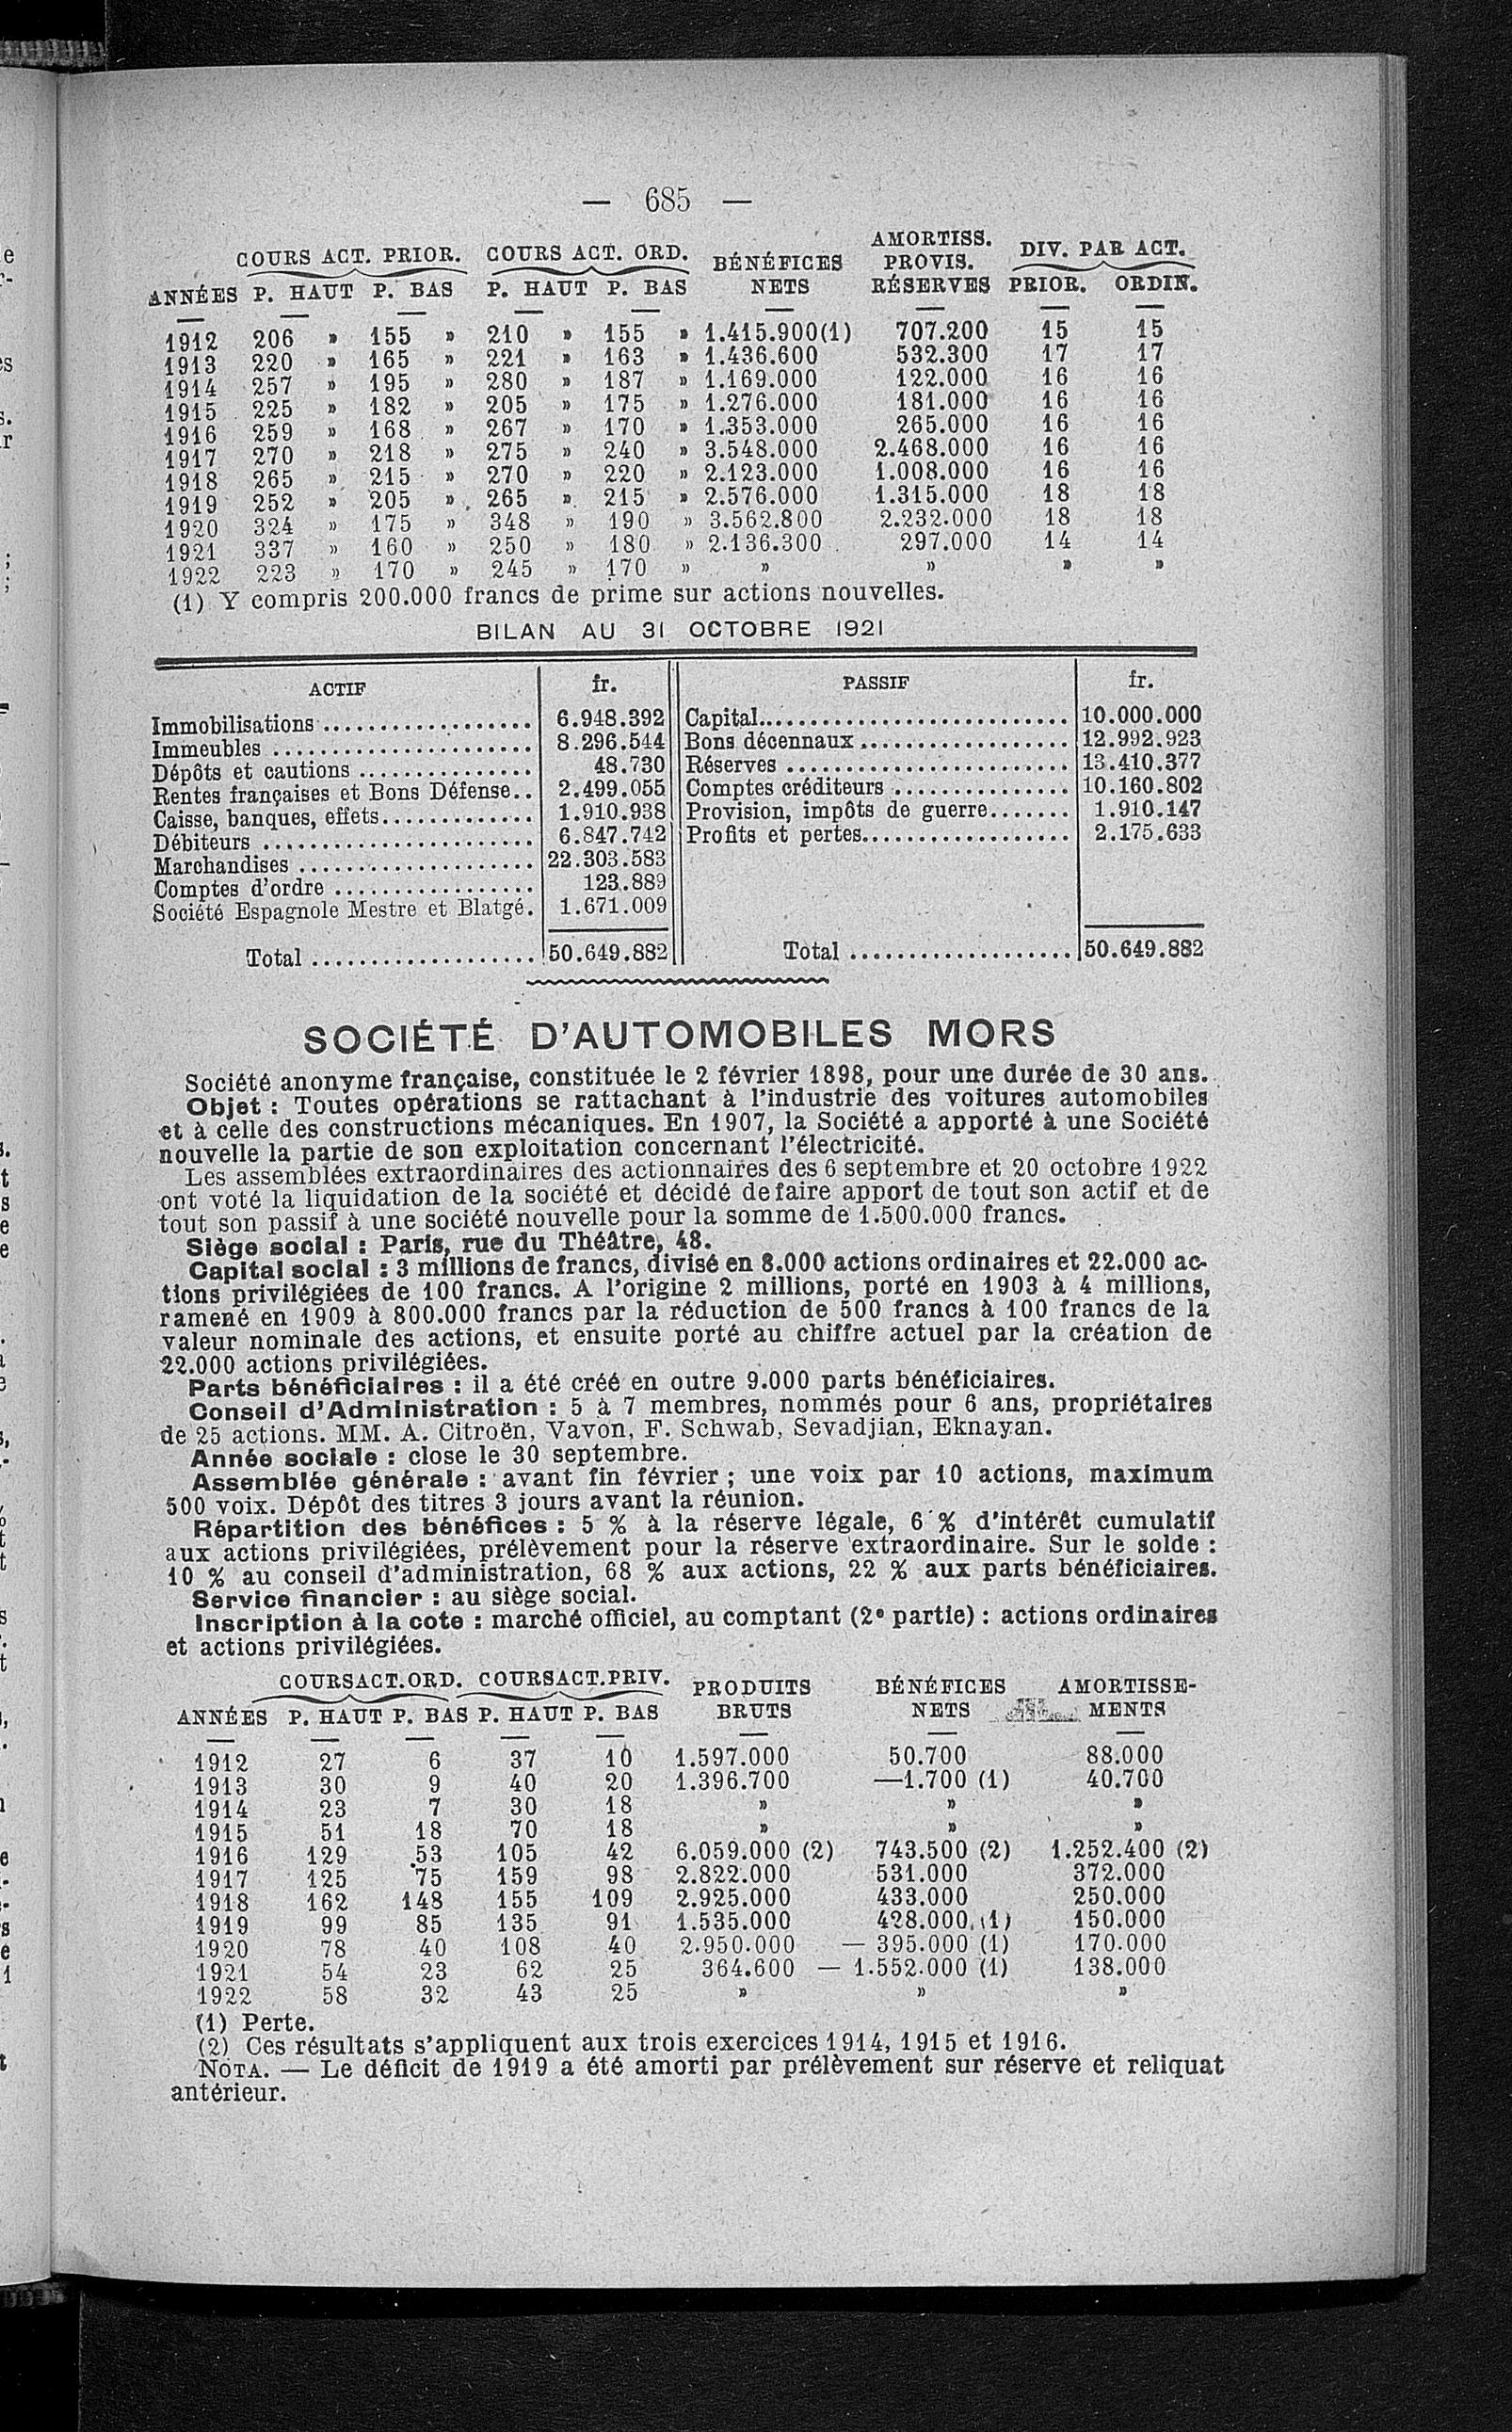 — 685 —
COURS ACT. PRIOR. COURS ACT. ORD. BÉNÉFICES NETS AMORTISS. PROVIS. RÉSERVES DIV. PAR ACT.
ANNÉES P. HAUT P. BAS P. HAUT P. BAS PRIOR. ORDIN.
1912 206 » 155 » 210 » 155 » 1.415.900(1) 707.200 15 15
1913 220 » 165 » 221 » 163 » 1.436.600 532.300 17 17
1914 257 » 195 » 280 » 187 » 1.169.000 122.000 16 16
1915 225 » 182 » 205 » 175 » 1.276.000 181.000 16 16
1916 259 » 168 » 267 » 170 » 1.353.000 265.000 16 16
1917 270 » 218 » 275 » 240 » 3.548.000 2.468.000 16 16
1918 265 » 215 » 270 » 220 » 2.123.000 1.008.000 16 16
1919 252 » 205 » 265 » 215 » 2.576.000 1.315.000 18 18
1920 324 » 175 » 348 » 190 » 3.562.800 2.232.000 18 18
1921 337 » 160 » 250 » 180 » 2.136.300 297.000 14 14
1922 223 » 170 » 245 » 170 » » » » »
(1) Y compris 200.000 francs de prime sur actions nouvelles.
BILAN AU 31 OCTOBRE 1921
ACTIF fr. PASSIF fr.
Immobilisations .................. 6.948.392 Capital.......................... 10.000.000
Immeubles ...................... 8.296.544 Bons décennaux .................. 12.992.923
Dépôts et cautions ............... 48.730 Réserves ........................ 13.410.377
Rentes françaises et Bons Défense.. 2.499.055 Comptes créditeurs ............... 10.160.802
Caisse, banques, effets............. 1.910.938 Provision, impôts de guerre....... 1.910.147
Débiteurs ....................... 6.847.742 Profits et pertes.................. 2.175.633
Marchandises .................... 22.303.583
Comptes d'ordre ................. 123.889
Société Espagnole Mestre et Blatgé. 1.671.009
Total ................... 50.649.882 Total ................... 50.649.882
SOCIÉTÉ D'AUTOMOBILES MORS
Société anonyme française, constituée le 2 février 1898, pour une durée de 30 ans.
Objet : Toutes opérations se rattachant à l'industrie des voitures automobiles
et à celle des constructions mécaniques. En 1907, la Société a apporté à une Société
nouvelle la partie de son exploitation concernant l'électricité.
Les assemblées extraordinaires des actionnaires des 6 septembre et 20 octobre 1922
ont voté la liquidation de la société et décidé de faire apport de tout son actif et de
tout son passif à une société nouvelle pour la somme de 1.500.000 francs.
Siège social : Paris, rue du Théâtre, 48.
Capital social : 3 millions de francs, divisé en 8.000 actions ordinaires et 22.000 ac-
tions privilégiées de 100 francs. A l'origine 2 millions, porté en 1903 à 4 millions,
ramené en 1909 à 800.000 francs par la réduction de 500 francs à 100 francs de la
valeur nominale des actions, et ensuite porté au chiffre actuel par la création de
22.000 actions privilégiées.
Parts bénéficiaires : il a été créé en outre 9.000 parts bénéficiaires.
Conseil d'Administration : 5 à 7 membres, nommés pour 6 ans, propriétaires
de 25 actions. MM. A. Citroën, Vavon, F. Schwab, Sevadjian, Eknayan.
Année sociale : close le 30 septembre.
Assemblée générale : avant fin février ; une voix par 10 actions, maximum
500 voix. Dépôt des titres 3 jours avant la réunion.
Répartition des bénéfices : 5 % à la réserve légale, 6 % d'intérêt cumulatif
aux actions privilégiées, prélèvement pour la réserve extraordinaire. Sur le solde :
10 % au conseil d'administration, 68 % aux actions, 22 % aux parts bénéficiaires.
Service financier : au siège social.
Inscription à la cote : marché officiel, au comptant (2e partie) : actions ordinaires
et actions privilégiées.
COURS ACT. ORD. COURS ACT. PRIV. PRODUITS BRUTS BÉNÉFICES NETS AMORTISSE-MENTS
ANNÉES P. HAUT P. BAS P. HAUT P. BAS
1912 27 6 37 10 1.597.000 50.700 88.000
1913 30 9 40 20 1.396.700 —1.700 (1) 40.700
1914 23 7 30 18 » » »
1915 51 18 70 18 » » »
1916 129 53 105 42 6.059.000 (2) 743.500 (2) 1.252.400 (2)
1917 125 75 159 98 2.822.000 531.000 372.000
1918 162 148 155 109 2.925.000 433.000 250.000
1919 99 85 135 91 1.535.000 428.000 (1) 150.000
1920 78 40 108 40 2.950.000 — 395.000 (1) 170.000
1921 54 23 62 25 364.600 — 1.552.000 (1) 138.000
1922 58 32 43 25 » » »
(1) Perte.
(2) Ces résultats s'appliquent aux trois exercices 1914, 1915 et 1916.
NOTA. — Le déficit de 1919 a été amorti par prélèvement sur réserve et reliquat
antérieur.